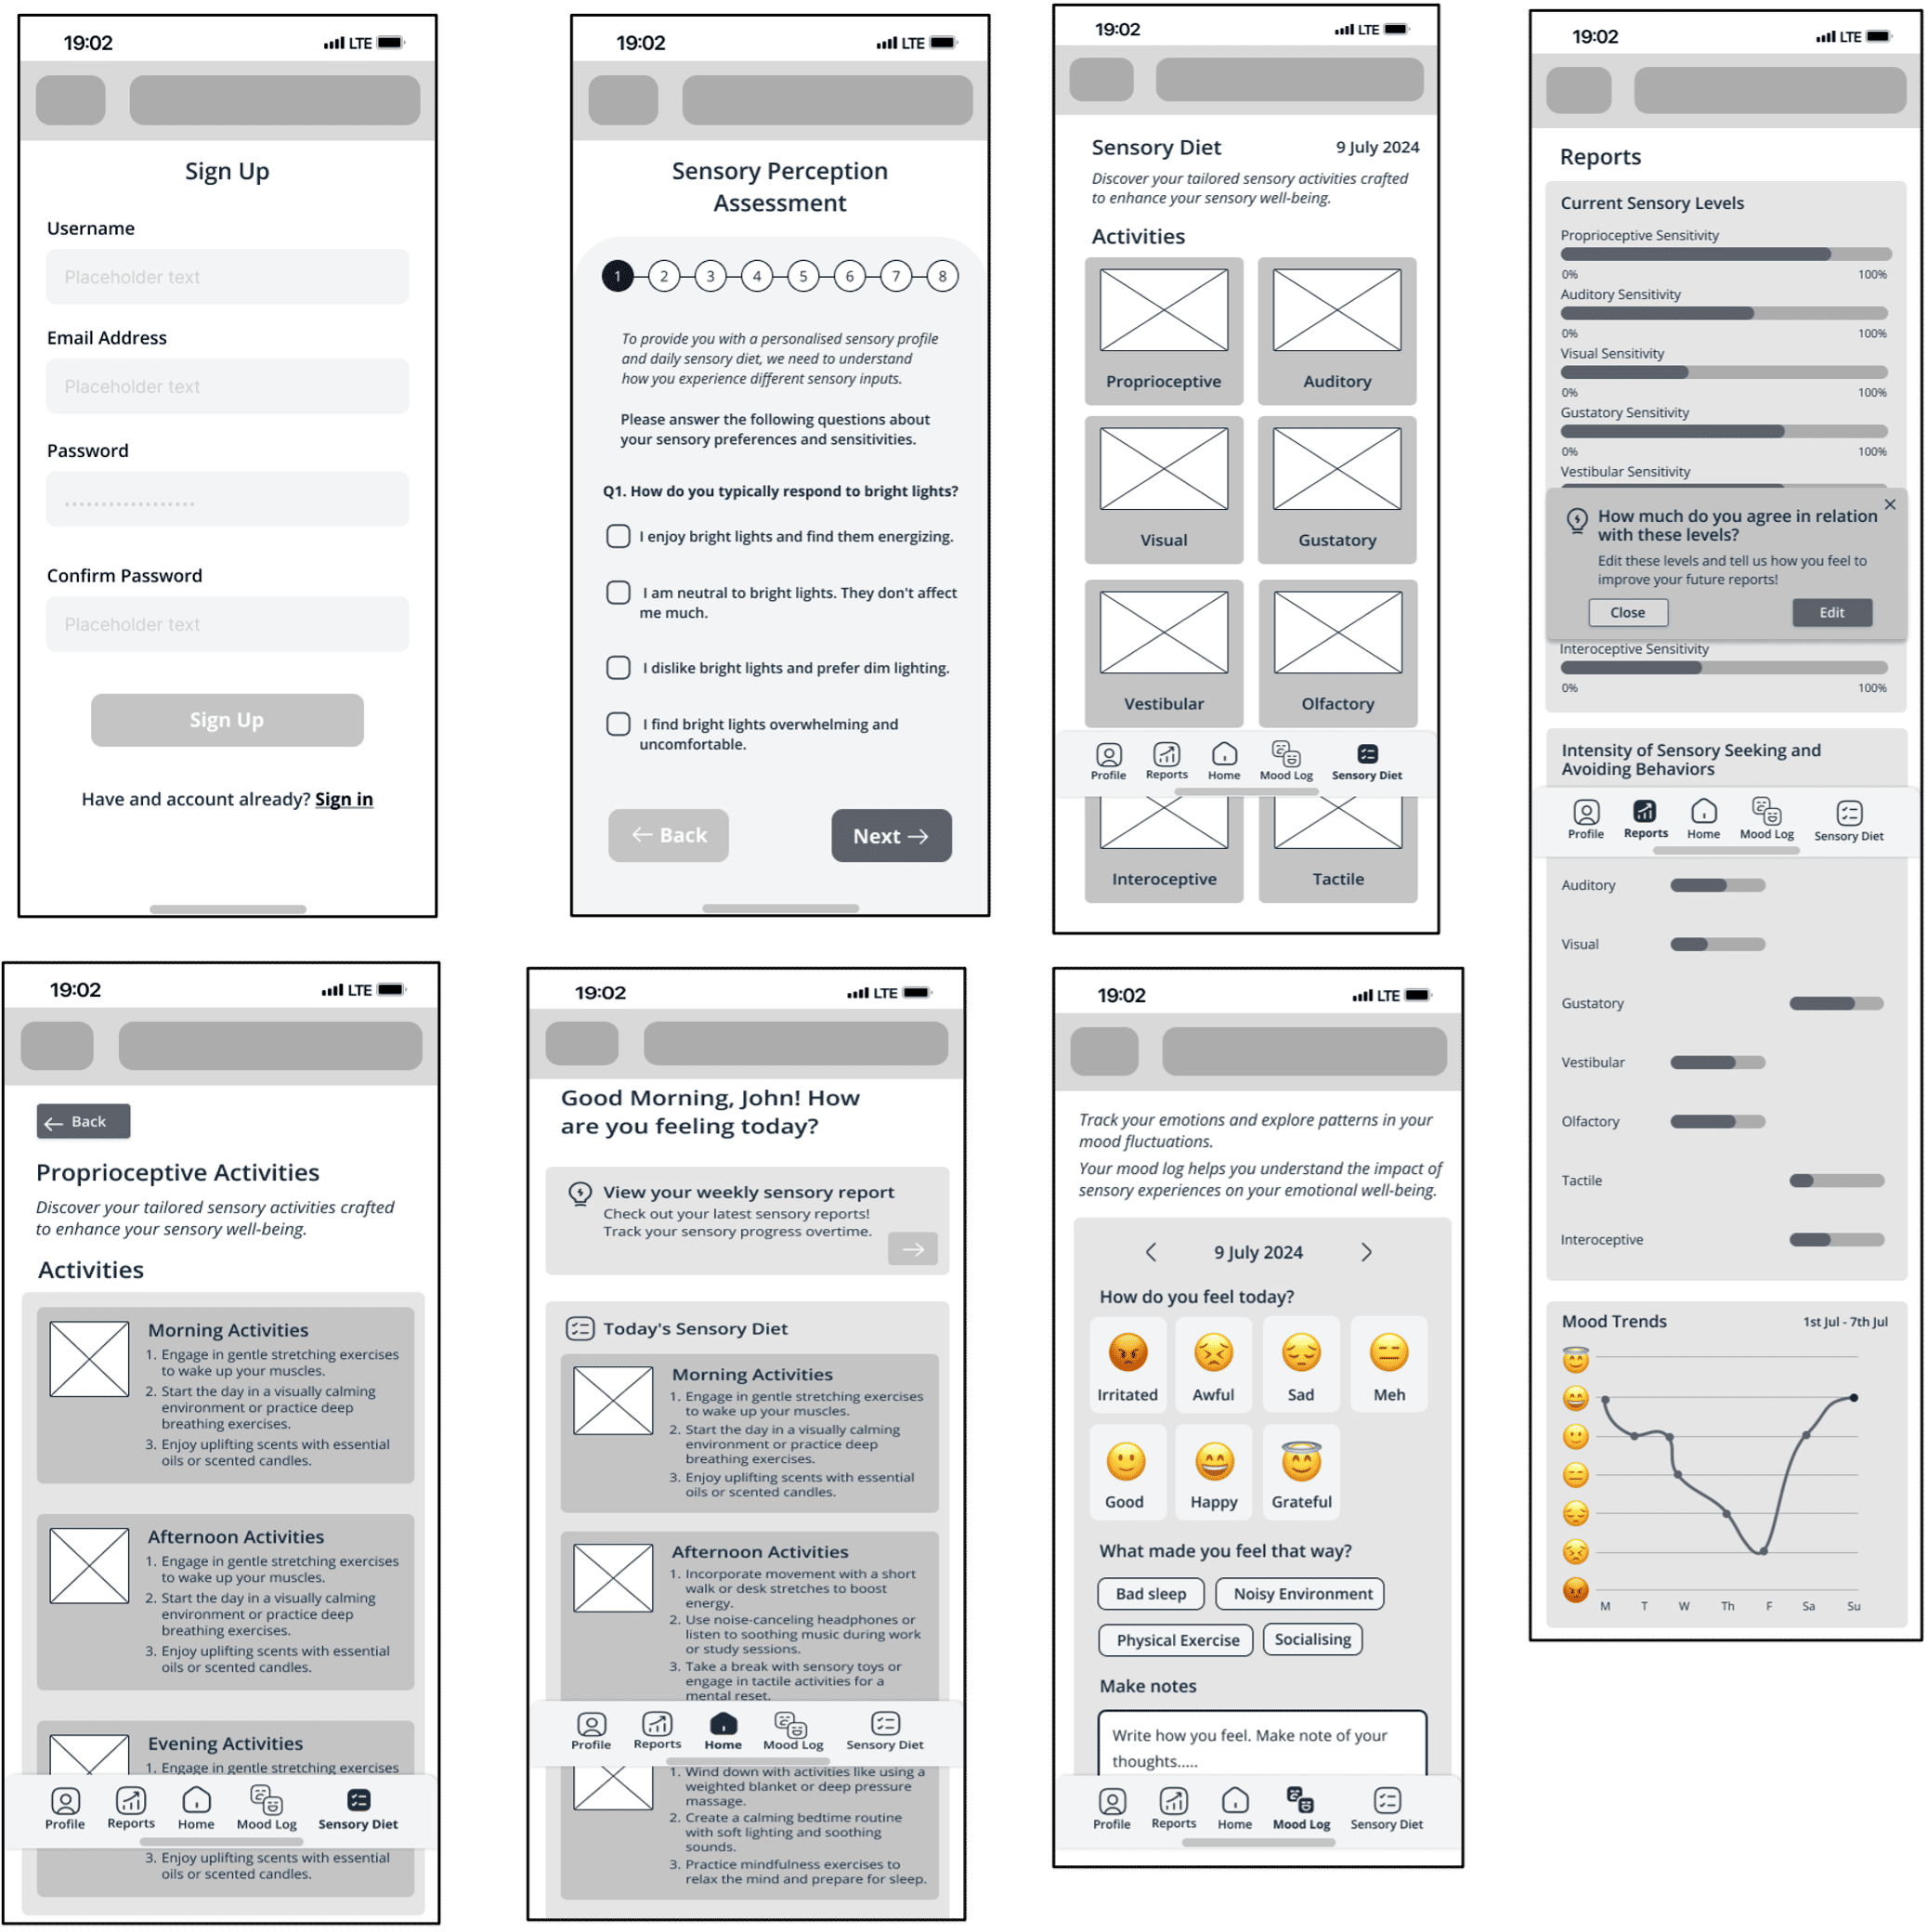 19:02
LTE
Sign Up
Username
Placeholder text
Email Address
Placeholder text
Password
Confirm Password
Placeholder text
Sign Up
Have and account already? Sign in
19:02
LTE
Sensory Perception
Assessment
1 2 3 4 5 6 7 8
To provide you with a personalised sensory profile
and daily sensory diet, we need to understand
how you experience different sensory inputs.
Please answer the following questions about
your sensory preferences and sensitivities.
Q1. How do you typically respond to bright lights?
I enjoy bright lights and find them energizing.
I am neutral to bright lights. They don't affect
me much.
I dislike bright lights and prefer dim lighting.
I find bright lights overwhelming and
uncomfortable.
← Back
Next →
19:02
LTE
Sensory Diet
9 July 2024
Discover your tailored sensory activities crafted
to enhance your sensory well-being.
Activities
Proprioceptive
Auditory
Visual
Gustatory
Vestibular
Olfactory
Profile
Reports
Home
Mood Log
Sensory Diet
Interoceptive
Tactile
19:02
LTE
Reports
Current Sensory Levels
Proprioceptive Sensitivity
0% 100%
Auditory Sensitivity
0% 100%
Visual Sensitivity
0% 100%
Gustatory Sensitivity
0% 100%
Vestibular Sensitivity
How much do you agree in relation
with these levels?
Edit these levels and tell us how you feel to
improve your future reports!
Close
Edit
Interoceptive Sensitivity
0% 100%
Intensity of Sensory Seeking and
Avoiding Behaviors
Profile
Reports
Home
Mood Log
Sensory Diet
Auditory
Visual
Gustatory
Vestibular
Olfactory
Tactile
Interoceptive
Mood Trends
1st Jul - 7th Jul
M T W Th F Sa Su
19:02
LTE
← Back
Proprioceptive Activities
Discover your tailored sensory activities crafted
to enhance your sensory well-being.
Activities
Morning Activities
1. Engage in gentle stretching exercises
to wake up your muscles.
2. Start the day in a visually calming
environment or practice deep
breathing exercises.
3. Enjoy uplifting scents with essential
oils or scented candles.
Afternoon Activities
1. Engage in gentle stretching exercises
to wake up your muscles.
2. Start the day in a visually calming
environment or practice deep
breathing exercises.
3. Enjoy uplifting scents with essential
oils or scented candles.
Evening Activities
1. Engage in gentle stretching exercises
Profile
Reports
Home
Mood Log
Sensory Diet
3. Enjoy uplifting scents with essential
oils or scented candles.
19:02
LTE
Good Morning, John! How
are you feeling today?
View your weekly sensory report
Check out your latest sensory reports!
Track your sensory progress overtime.
Today's Sensory Diet
Morning Activities
1. Engage in gentle stretching exercises
to wake up your muscles.
2. Start the day in a visually calming
environment or practice deep
breathing exercises.
3. Enjoy uplifting scents with essential
oils or scented candles.
Afternoon Activities
1. Incorporate movement with a short
walk or desk stretches to boost
energy.
2. Use noise-canceling headphones or
listen to soothing music during work
or study sessions.
3. Take a break with sensory toys or
engage in tactile activities for a
mental reset.
Profile
Reports
Home
Mood Log
Sensory Diet
1. Wind down with activities like using a
weighted blanket or deep pressure
massage.
2. Create a calming bedtime routine
with soft lighting and soothing
sounds.
3. Practice mindfulness exercises to
relax the mind and prepare for sleep.
19:02
LTE
Track your emotions and explore patterns in your
mood fluctuations.
Your mood log helps you understand the impact of
sensory experiences on your emotional well-being.
9 July 2024
How do you feel today?
Irritated
Awful
Sad
Meh
Good
Happy
Grateful
What made you feel that way?
Bad sleep
Noisy Environment
Physical Exercise
Socialising
Make notes
Write how you feel. Make note of your
thoughts.....
Profile
Reports
Home
Mood Log
Sensory Diet